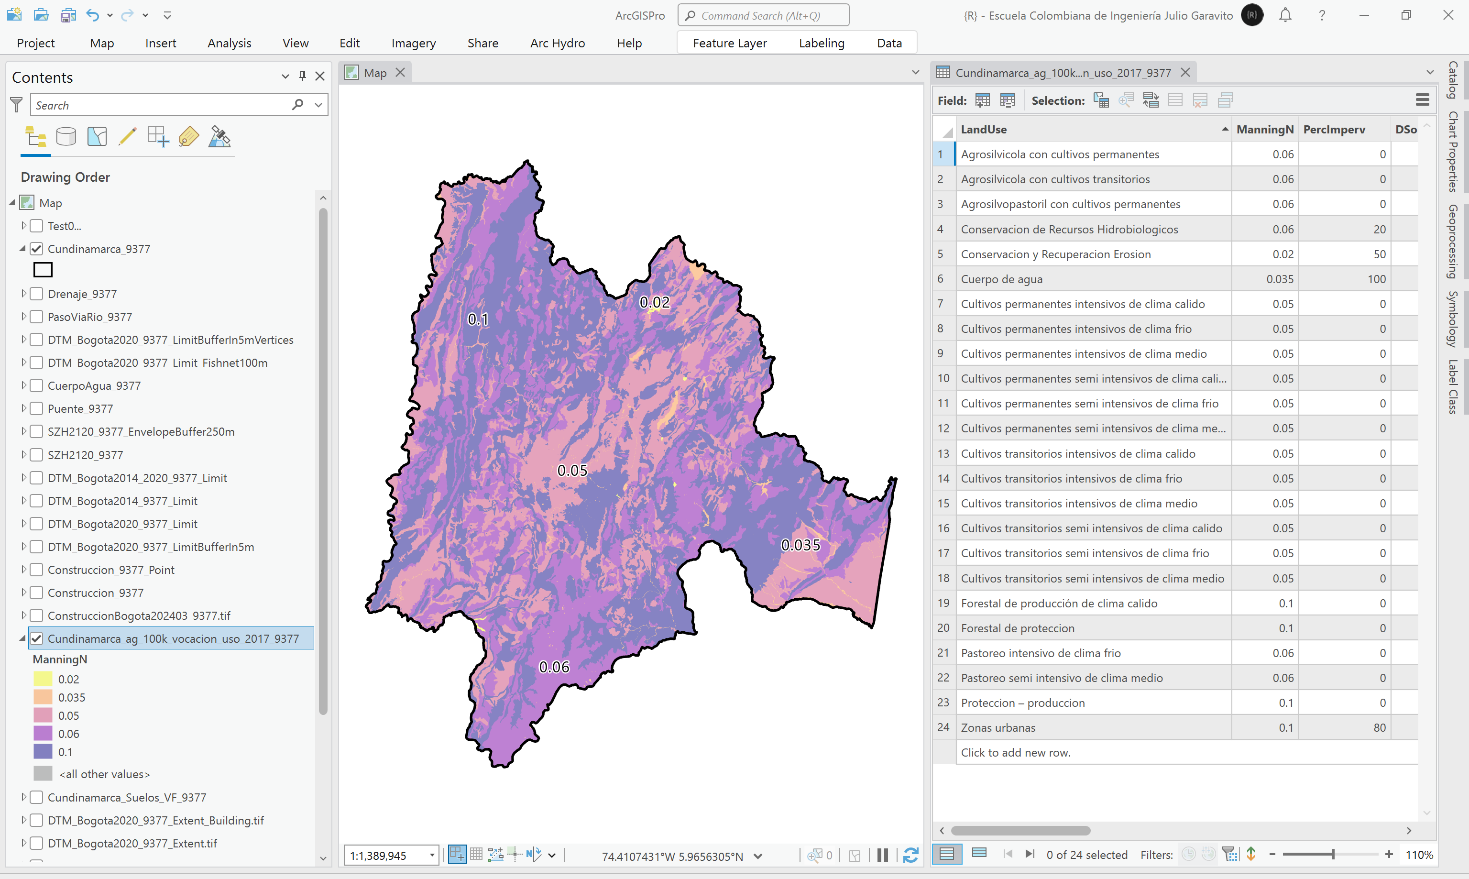 ArcGISPro
Command Search (Alt+Q)
(R) - Escuela Colombiana de Ingeniería Julio Garavito
(R)
?
Project Map Insert Analysis View Edit Imagery Share Arc Hydro Help Feature Layer Labeling Data
Contents
Search
Drawing Order
Map
Test0...
Cundinamarca_9377
Drenaje_9377
PasoViaRio_9377
DTM_Bogota2020_9377_LimitBufferIn5mVertices
DTM_Bogota2020_9377_Limit_Fishnet100m
CuerpoAgua_9377
Puente_9377
SZH2120_9377_EnvelopeBuffer250m
SZH2120_9377
DTM_Bogota2014_2020_9377_Limit
DTM_Bogota2014_9377_Limit
DTM_Bogota2020_9377_Limit
DTM_Bogota2020_9377_LimitBufferIn5m
Construccion_9377_Point
Construccion_9377
ConstruccionBogota202403_9377.tif
Cundinamarca_ag_100k_vocacion_uso_2017_9377
ManningN
0.02
0.035
0.05
0.06
0.1
<all other values>
Cundinamarca_Suelos_VF_9377
DTM_Bogota2020_9377_Extent_Building.tif
DTM_Bogota2020_9377_Extent.tif
Map
0.02
0.1
0.05
0.035
0.06
1:1,389,945
74.4107431°W 5.9656305°N
0
Cundinamarca_ag_100k...n_uso_2017_9377
Field: Selection:
LandUse ManningN PercImperv DSo
1 Agrosilvicola con cultivos permanentes 0.06 0
2 Agrosilvicola con cultivos transitorios 0.06 0
3 Agrosilvopastoril con cultivos permanentes 0.06 0
4 Conservacion de Recursos Hidrobiologicos 0.06 20
5 Conservacion y Recuperacion Erosion 0.02 50
6 Cuerpo de agua 0.035 100
7 Cultivos permanentes intensivos de clima calido 0.05 0
8 Cultivos permanentes intensivos de clima frio 0.05 0
9 Cultivos permanentes intensivos de clima medio 0.05 0
10 Cultivos permanentes semi intensivos de clima cali... 0.05 0
11 Cultivos permanentes semi intensivos de clima frio 0.05 0
12 Cultivos permanentes semi intensivos de clima me... 0.05 0
13 Cultivos transitorios intensivos de clima calido 0.05 0
14 Cultivos transitorios intensivos de clima frio 0.05 0
15 Cultivos transitorios intensivos de clima medio 0.05 0
16 Cultivos transitorios semi intensivos de clima calido 0.05 0
17 Cultivos transitorios semi intensivos de clima frio 0.05 0
18 Cultivos transitorios semi intensivos de clima medio 0.05 0
19 Forestal de producción de clima calido 0.1 0
20 Forestal de proteccion 0.1 0
21 Pastoreo intensivo de clima frio 0.06 0
22 Pastoreo semi intensivo de clima medio 0.06 0
23 Proteccion – produccion 0.1 0
24 Zonas urbanas 0.1 80
Click to add new row.
0 of 24 selected Filters: - + 110%
Catalog
Chart Properties
Geoprocessing
Symbology
Label Class